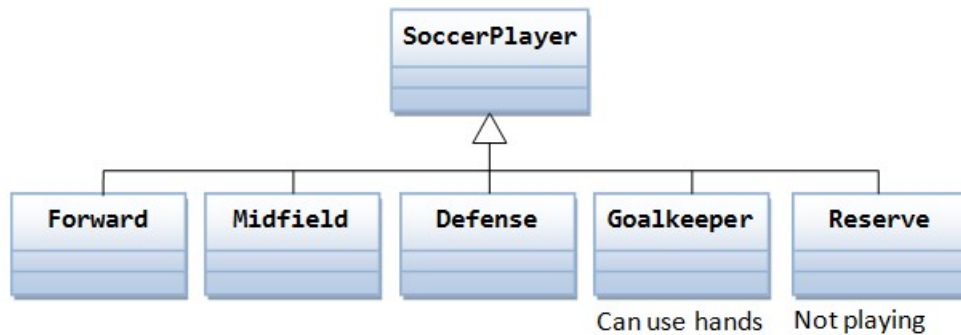 SoccerPlayer
Forward
Midfield
Defense
Goalkeeper
Reserve
Can use hands
Not playing